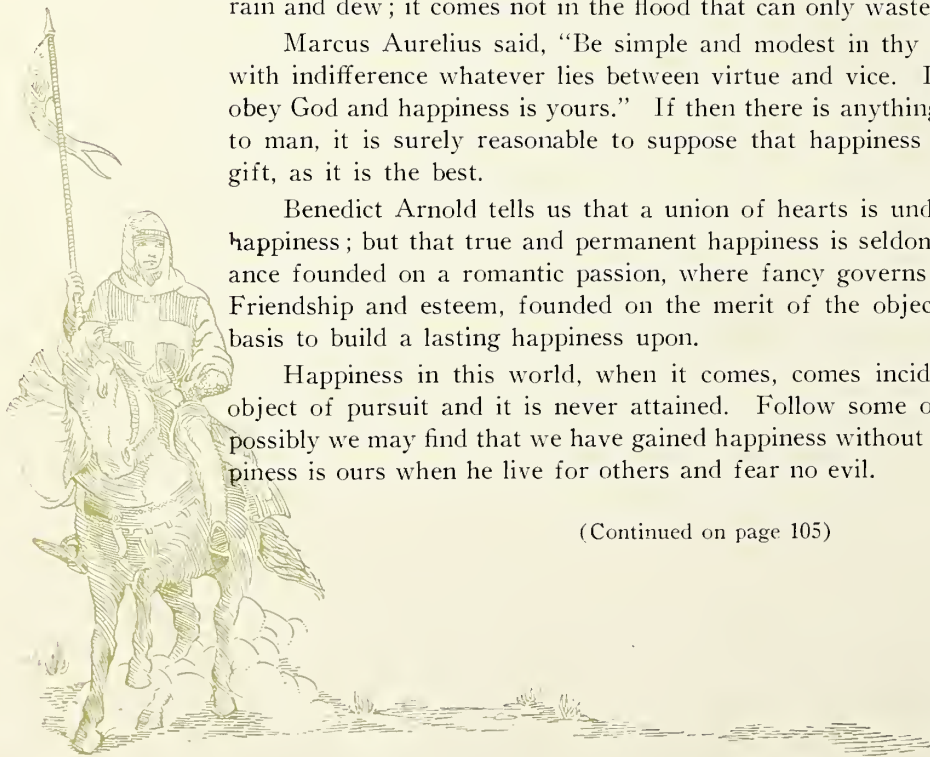 rain and dew; it comes not in the flood that can only waste
Marcus Aurelius said, “Be simple and modest in thy
with indifference whatever lies between virtue and vice.
obey God and happiness is yours.” If then there is anything
to man, it is surely reasonable to suppose that happiness
gift, as it is the best.
Benedict Arnold tells us that a union of hearts is und
happiness; but that true and permanent happiness is seldom
ance founded on a romantic passion, where fancy governs
Friendship and esteem, founded on the merit of the objec
basis to build a lasting happiness upon.
Happiness in this world, when it comes, comes incid
object of pursuit and it is never attained. Follow some o
possibly we may find that we have gained happiness without
piness is ours when he live for others and fear no evil.
(Continued on page 105)